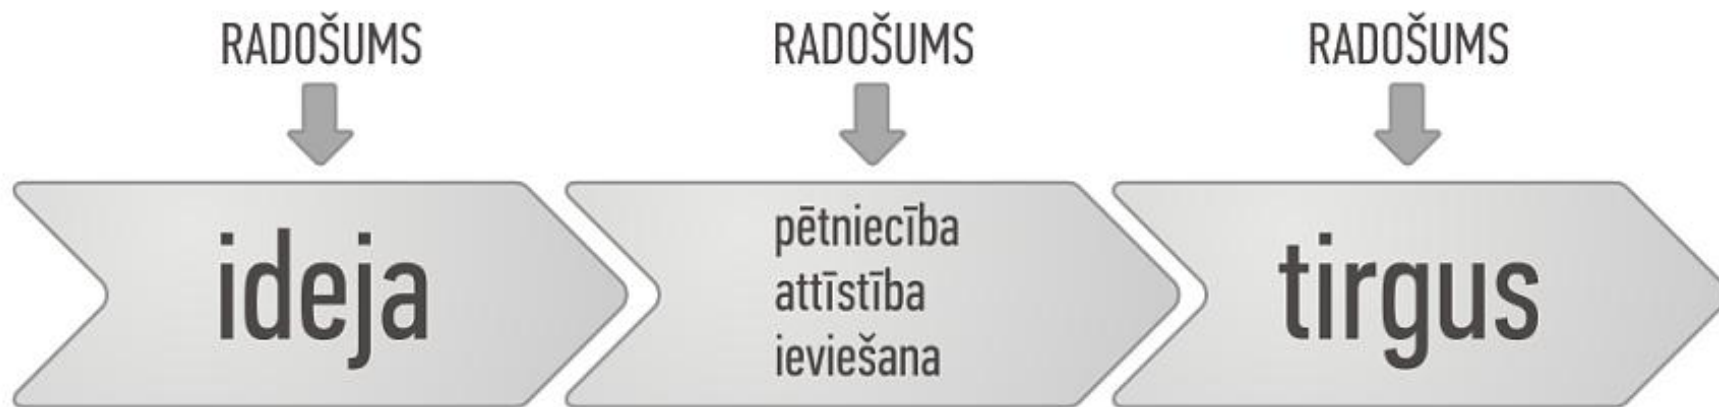 RADOŠUMS
RADOŠUMS
RADOŠUMS
ideja
pētniecība
attīstība
ieviešana
tirgus